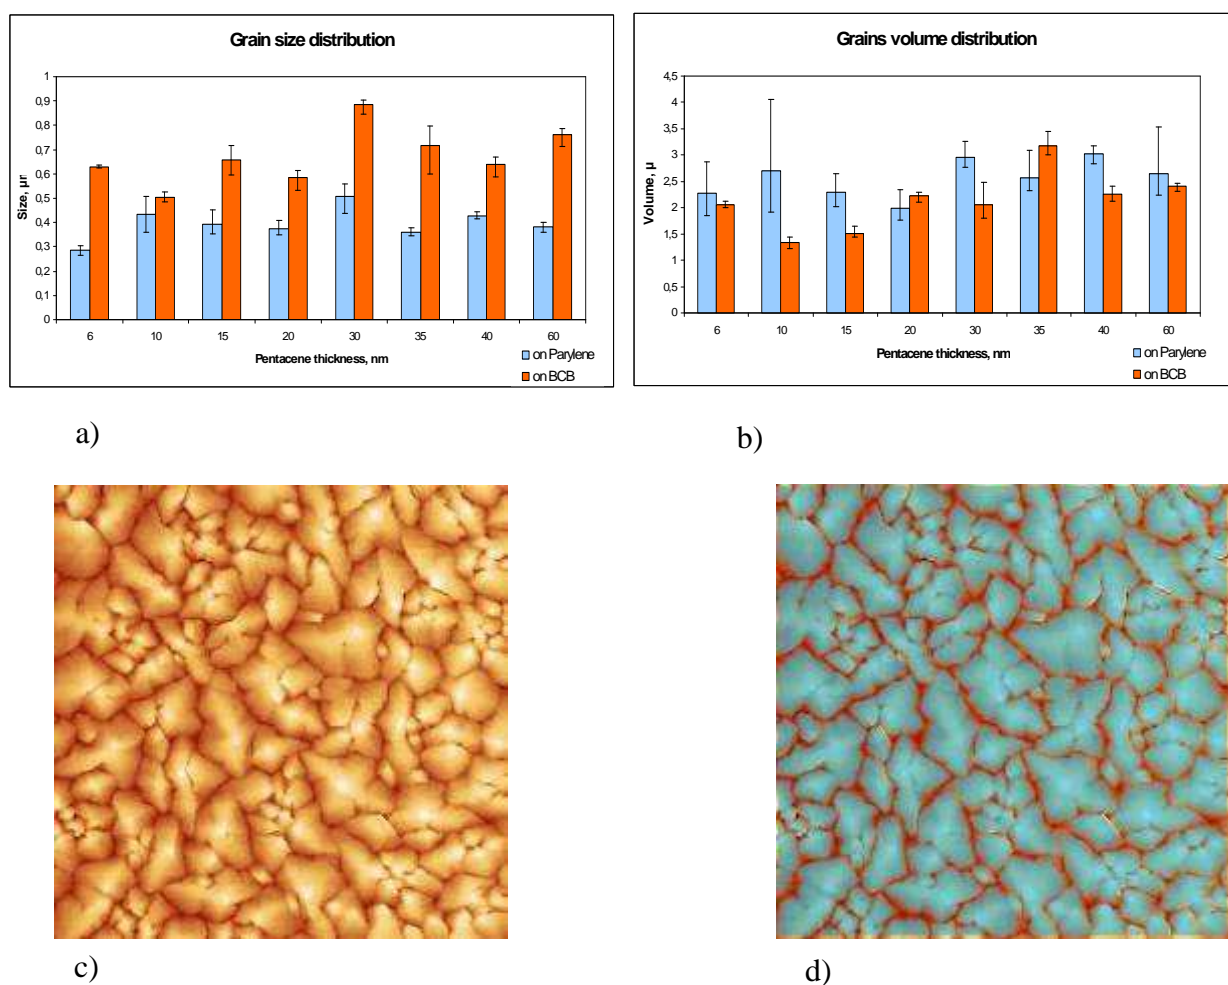 Grain size distribution
1
0,9
0,8
0,7
0,6
0,5
0,4
0,3
0,2
0,1
0
Size, µm
6 10 15 20 30 35 40 60
Pentacene thickness, nm
on Parylene
on BCB
a)
Grains volume distribution
4,5
4
3,5
3
2,5
2
1,5
1
0,5
0
Volume, µ
6 10 15 20 30 35 40 60
Pentacene thickness, nm
on Parylene
on BCB
b)
c)
d)